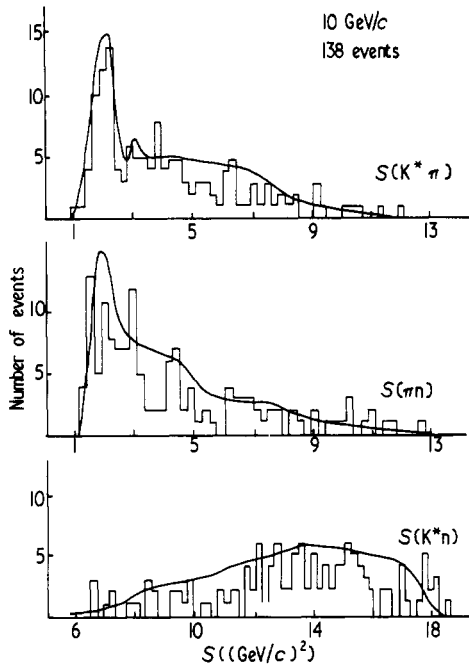 10 GeV/c
138 events
15
10
5
S(K* π)
1 5 9 13
Number of events
10
5
S(πn)
1 5 9 13
10
5
S(K*n)
6 10 14 18
S((GeV/c)²)